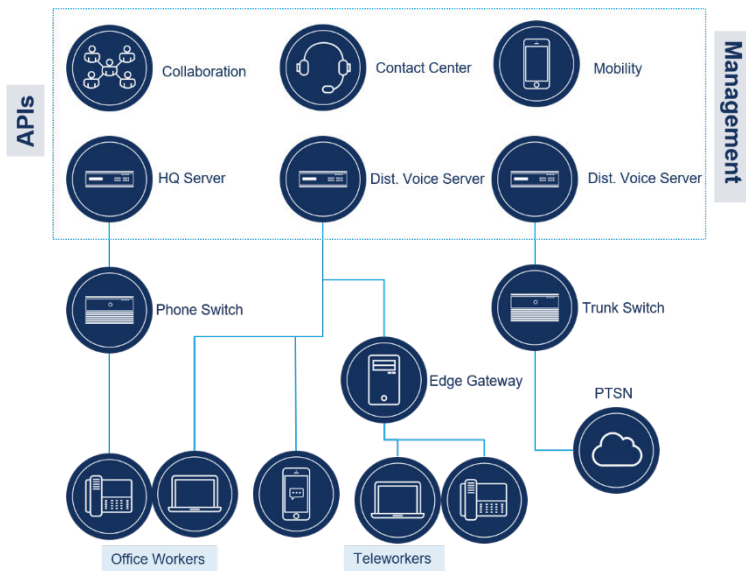 Collaboration
Contact Center
Mobility
APIs
Management
HQ Server
Dist. Voice Server
Dist. Voice Server
Phone Switch
Trunk Switch
Edge Gateway
PTSN
Office Workers
Teleworkers